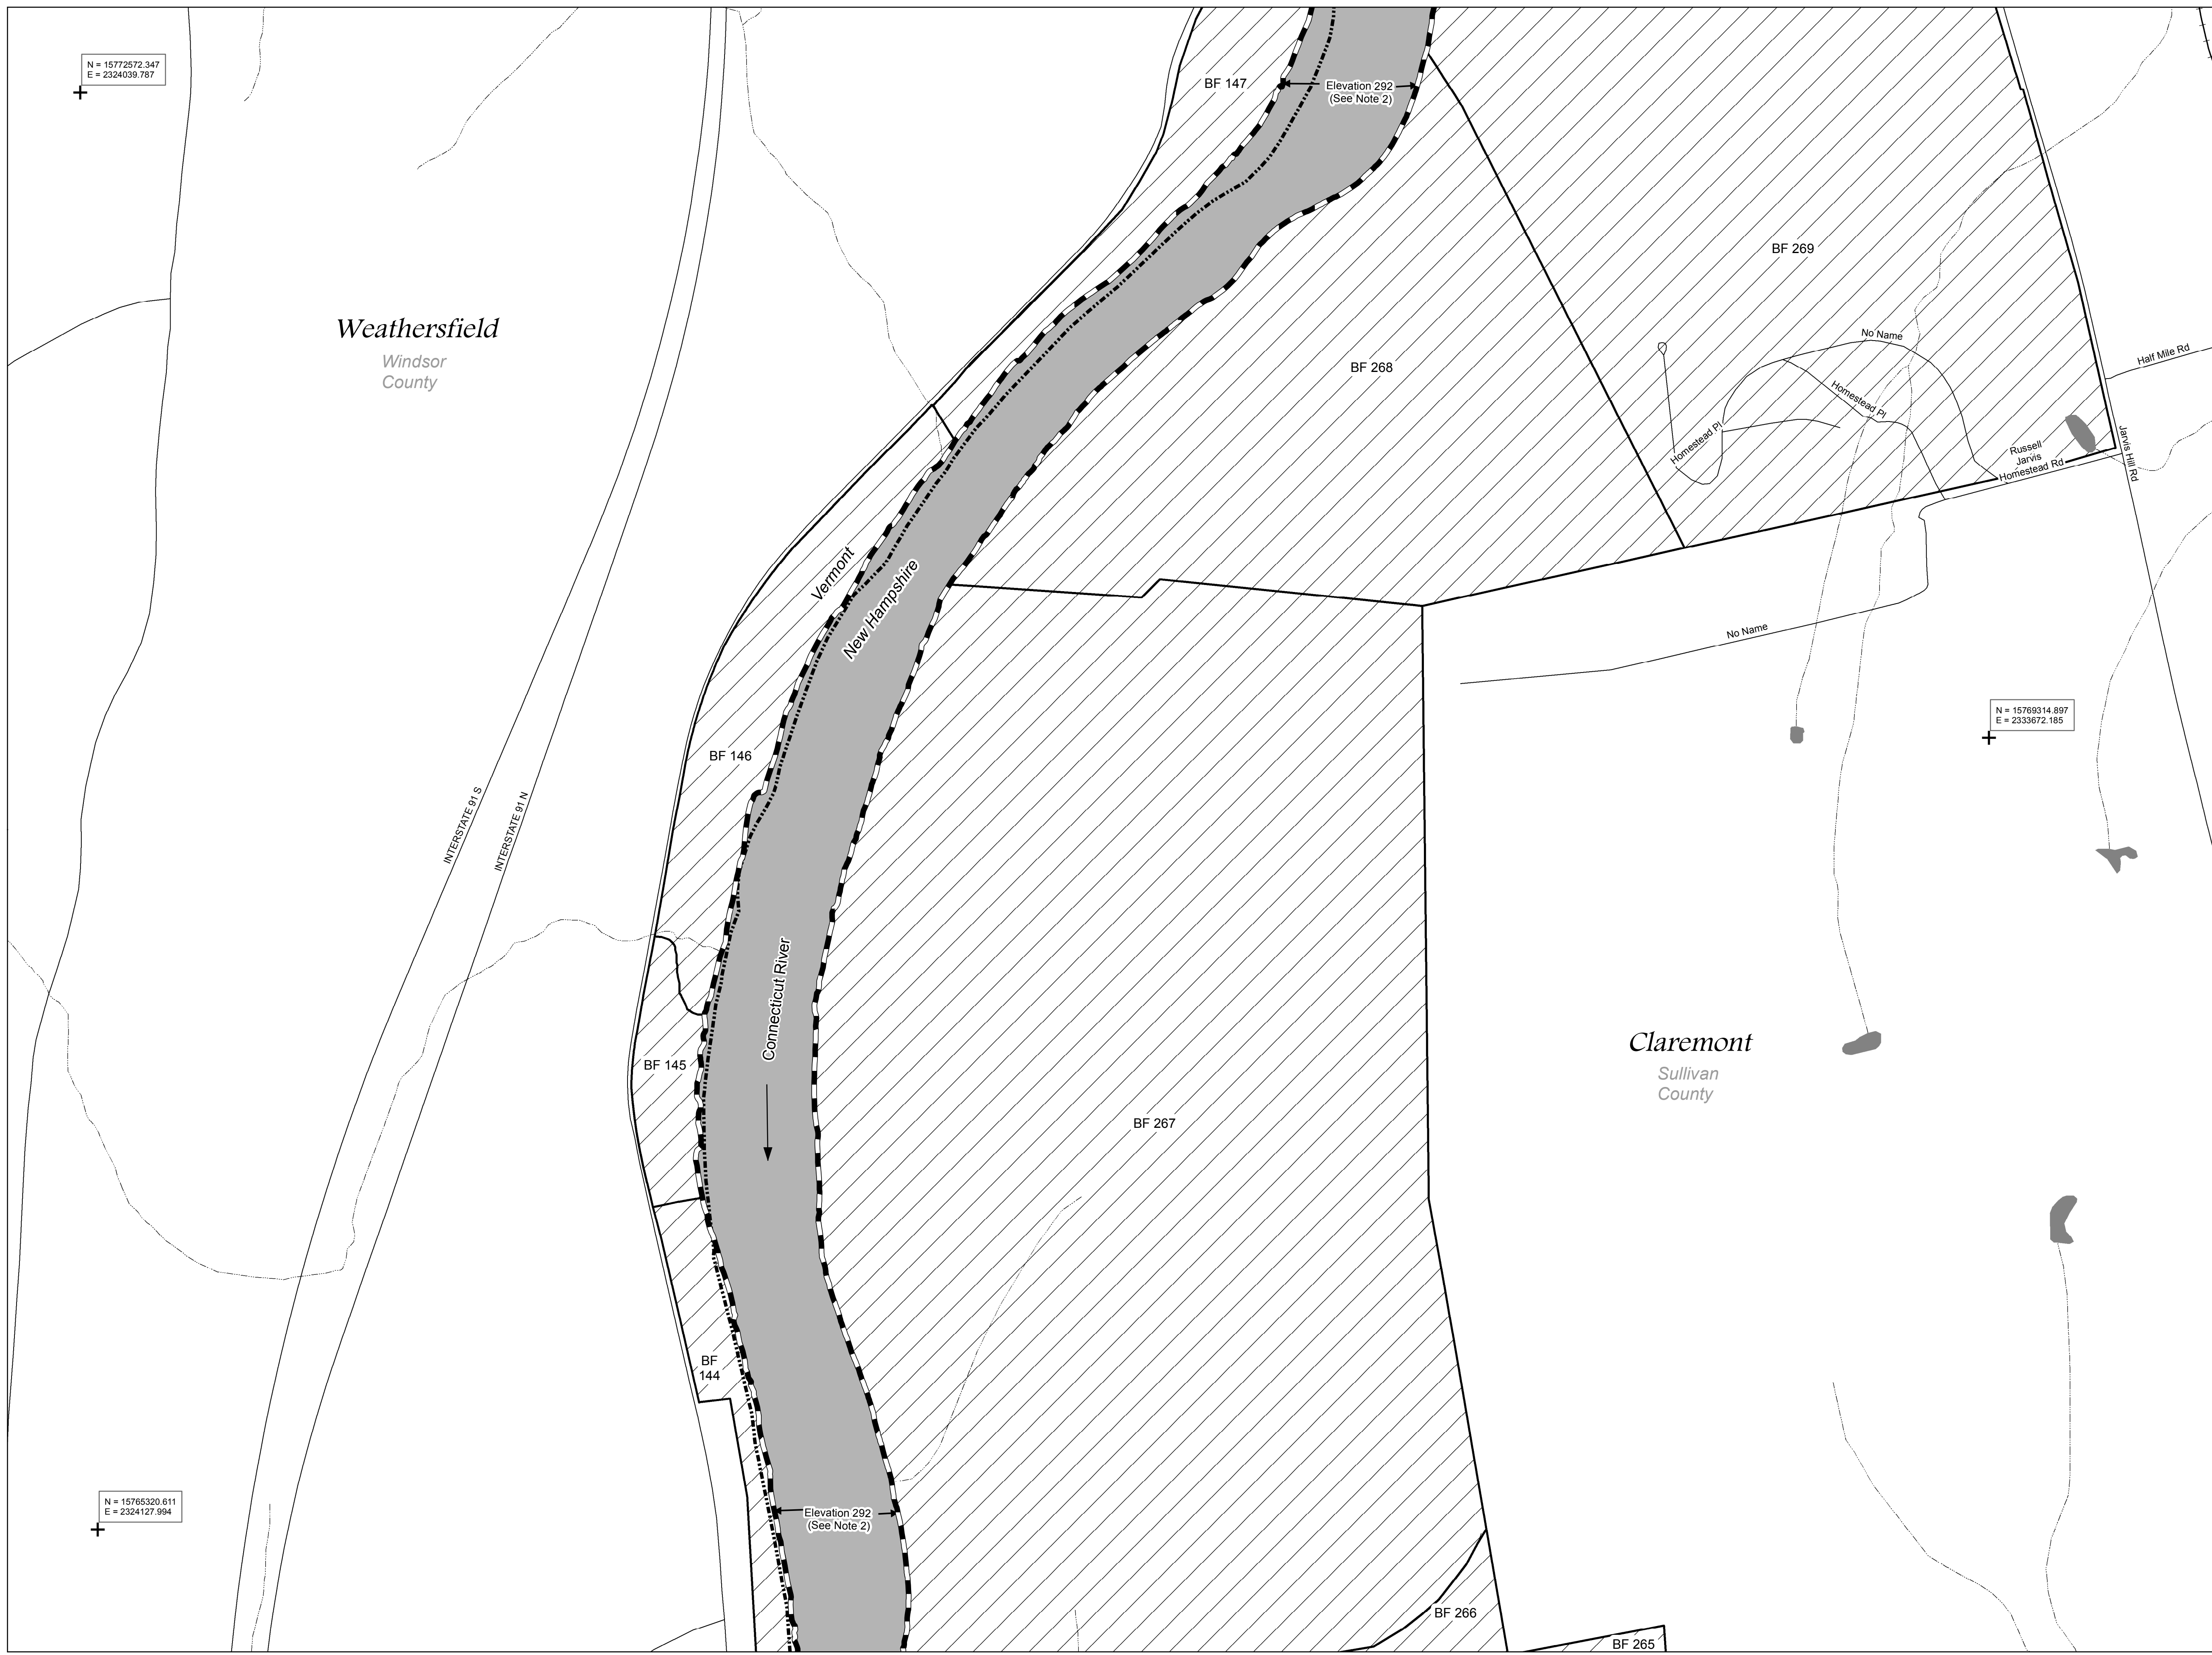 N = 15772572.347
E = 2324039.787
BF 147
Elevation 292
(See Note 2)
BF 269
Weathersfield
Windsor
County
No Name
Half Mile Rd
BF 268
Homestead Pl
Homestead Pl
Russell
Jarvis
Homestead Rd
Jarvis Hill Rd
Vermont
New Hampshire
No Name
N = 15769314.897
E = 2333672.185
BF 146
INTERSTATE 91 S
INTERSTATE 91 N
Connecticut River
Claremont
Sullivan
County
BF 145
BF 267
BF
144
N = 15765320.611
E = 2324127.994
Elevation 292
(See Note 2)
BF 266
BF 265